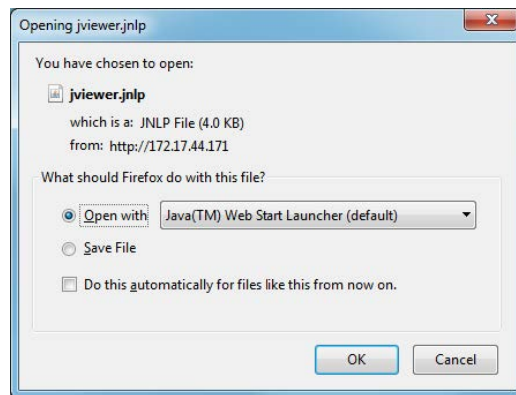 Opening jviewer.jnlp
You have chosen to open:
jviewer.jnlp
which is a: JNLP File (4.0 KB)
from: http://172.17.44.171
What should Firefox do with this file?
Open with Java(TM) Web Start Launcher (default)
Save File
Do this automatically for files like this from now on.
OK Cancel